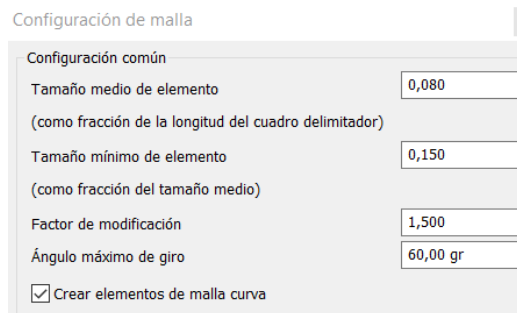 Configuración de malla
Configuración común
Tamaño medio de elemento 0,080
(como fracción de la longitud del cuadro delimitador)
Tamaño mínimo de elemento 0,150
(como fracción del tamaño medio)
Factor de modificación 1,500
Ángulo máximo de giro 60,00 gr
Crear elementos de malla curva